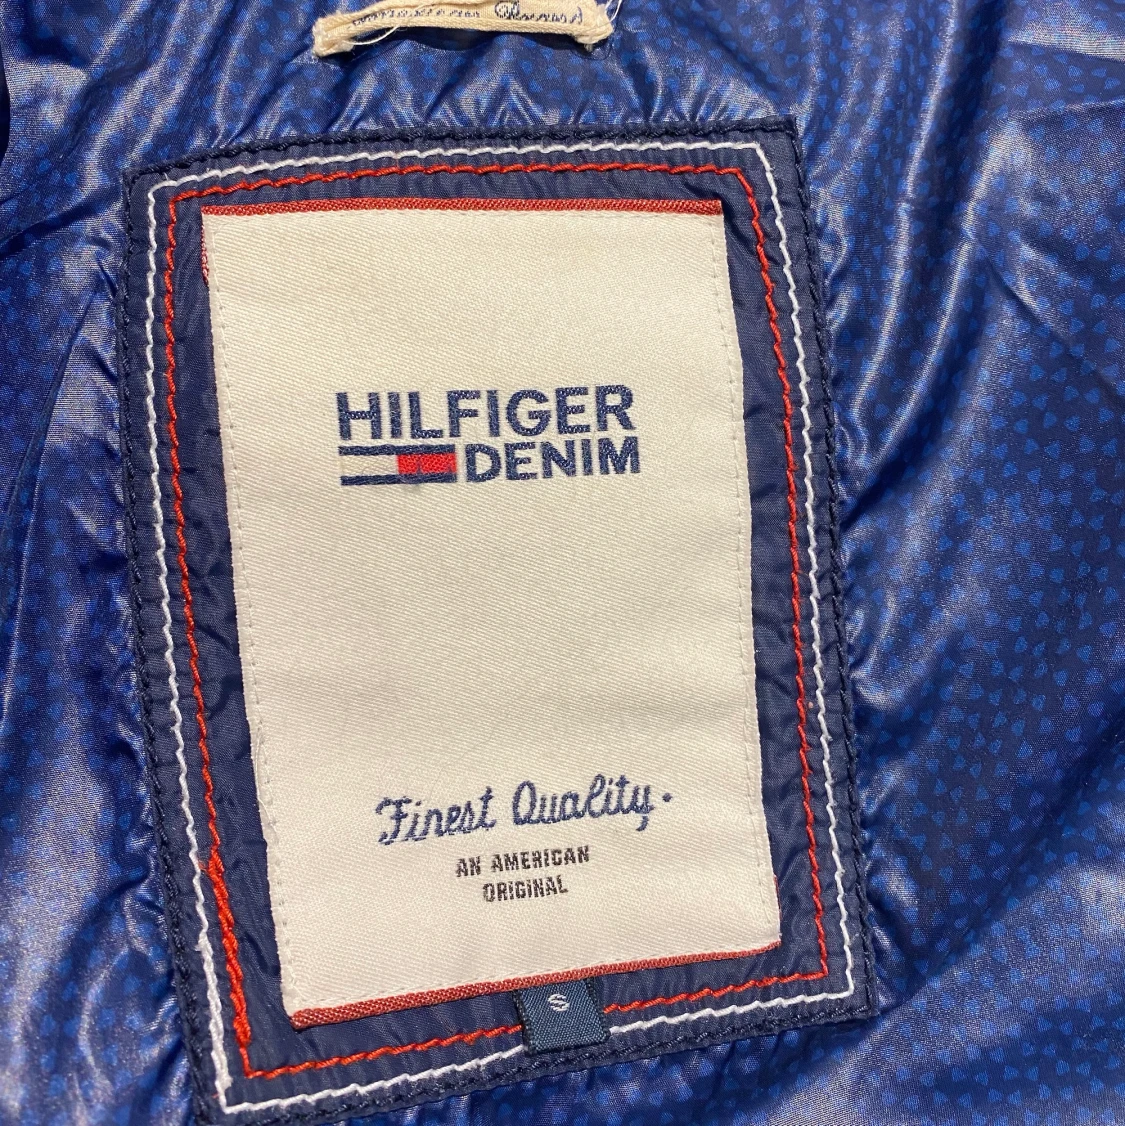 HILFIGER
DENIM
Finest Quality.
AN AMERICAN
ORIGINAL
S